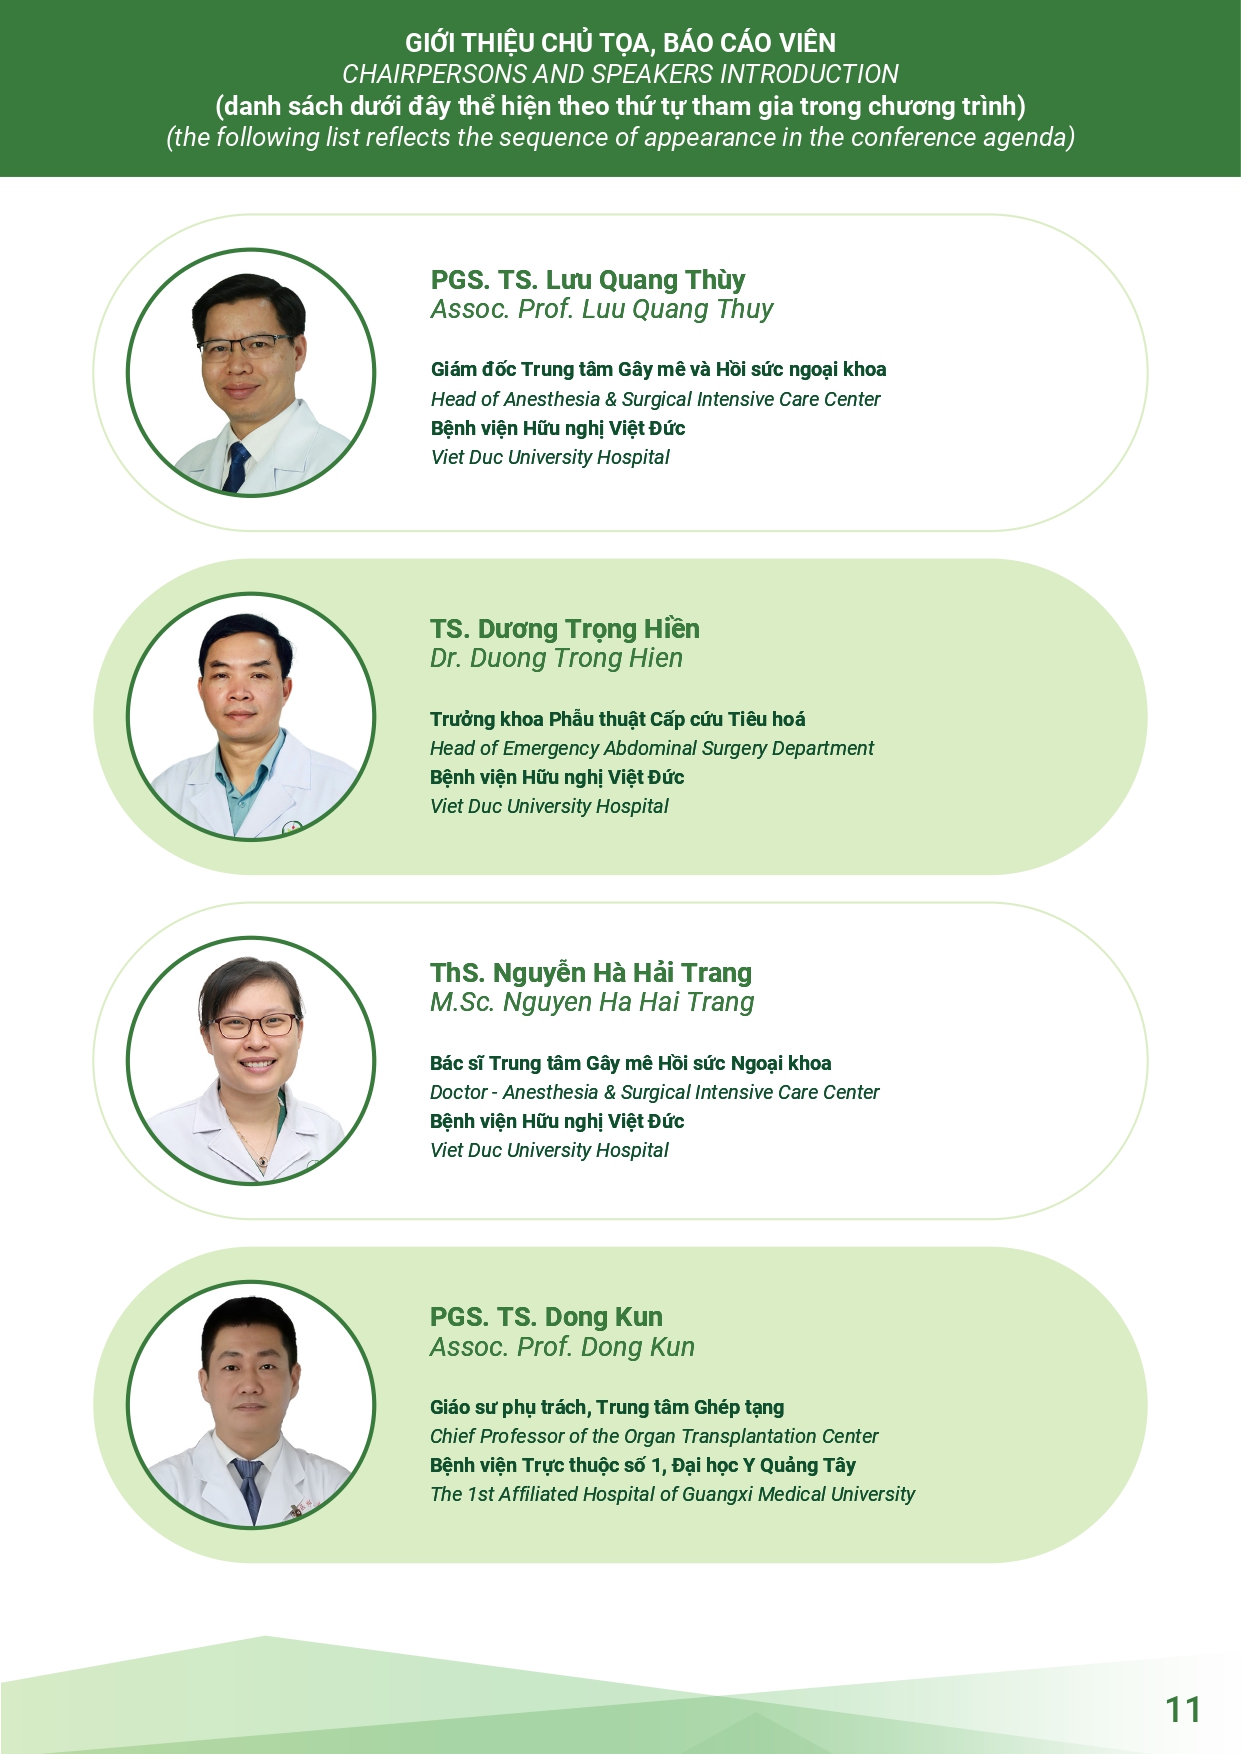 GIỚI THIỆU CHỦ TỌA, BÁO CÁO VIÊN
CHAIRPERSONS AND SPEAKERS INTRODUCTION
(danh sách dưới đây thể hiện theo thứ tự tham gia trong chương trình)
(the following list reflects the sequence of appearance in the conference agenda)
PGS. TS. Lưu Quang Thùy
Assoc. Prof. Luu Quang Thuy
Giám đốc Trung tâm Gây mê và Hồi sức ngoại khoa
Head of Anesthesia & Surgical Intensive Care Center
Bệnh viện Hữu nghị Việt Đức
Viet Duc University Hospital
TS. Dương Trọng Hiền
Dr. Duong Trong Hien
Trưởng khoa Phẫu thuật Cấp cứu Tiêu hoá
Head of Emergency Abdominal Surgery Department
Bệnh viện Hữu nghị Việt Đức
Viet Duc University Hospital
ThS. Nguyễn Hà Hải Trang
M.Sc. Nguyen Ha Hai Trang
Bác sĩ Trung tâm Gây mê Hồi sức Ngoại khoa
Doctor - Anesthesia & Surgical Intensive Care Center
Bệnh viện Hữu nghị Việt Đức
Viet Duc University Hospital
PGS. TS. Dong Kun
Assoc. Prof. Dong Kun
Giáo sư phụ trách, Trung tâm Ghép tạng
Chief Professor of the Organ Transplantation Center
Bệnh viện Trực thuộc số 1, Đại học Y Quảng Tây
The 1st Affiliated Hospital of Guangxi Medical University
11